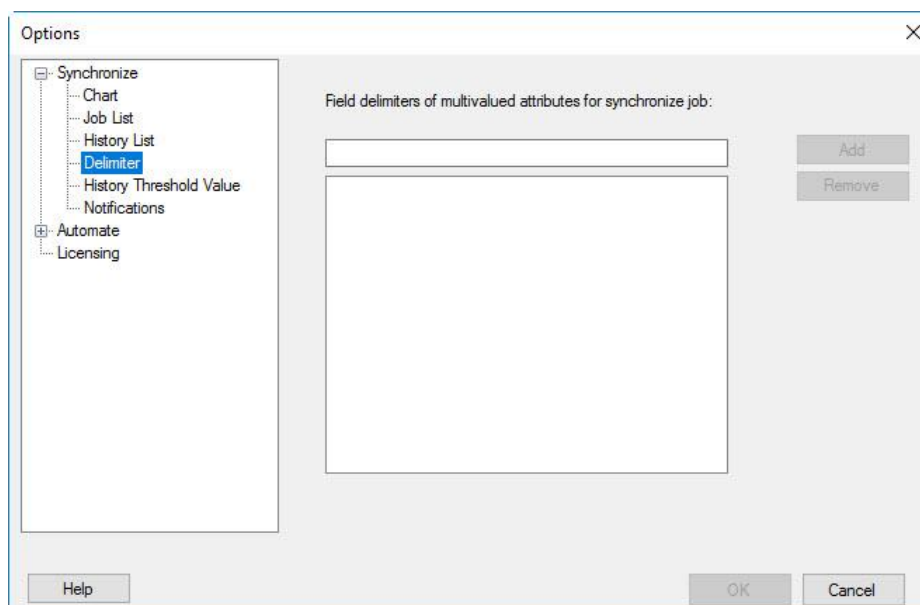 Options
Synchronize
Chart
Job List
History List
Delimiter
History Threshold Value
Notifications
Automate
Licensing
Field delimiters of multivalued attributes for synchronize job:
Add
Remove
Help
OK
Cancel